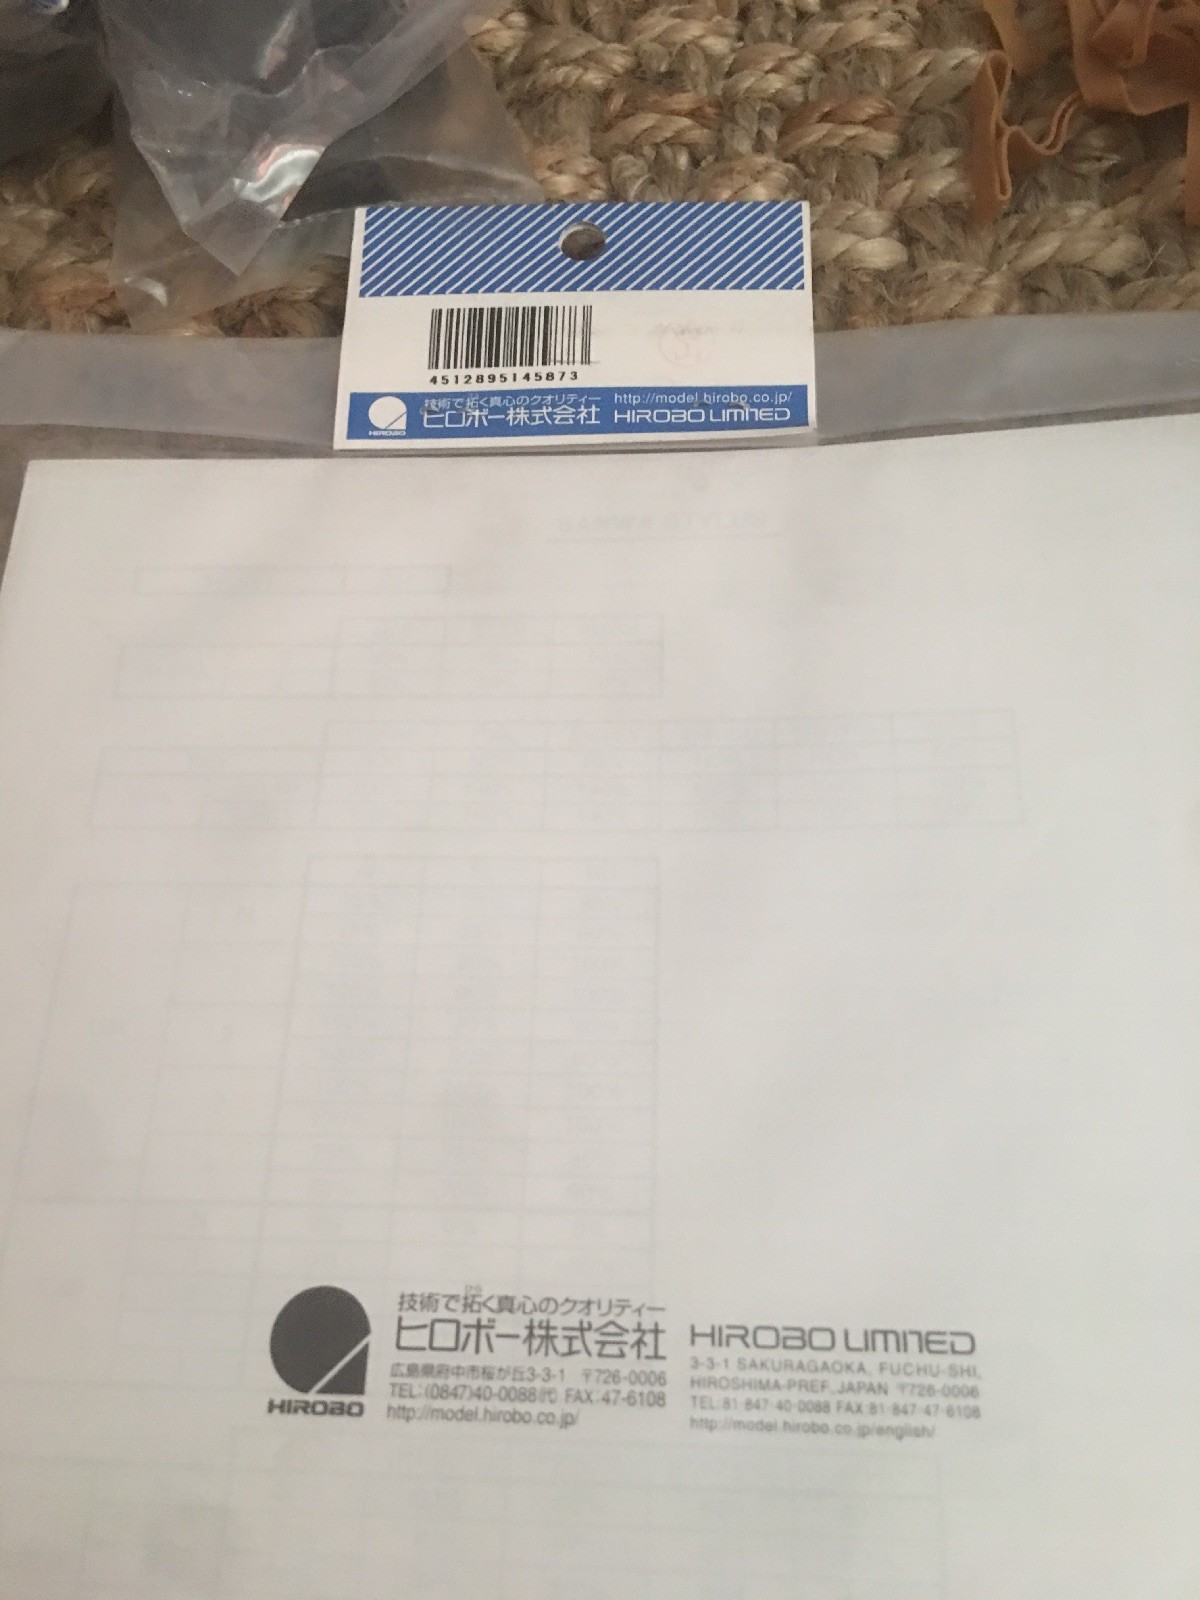 4512895145873
HIROBO
技術で拓く真心のクオリティー
ヒロボー株式会社
http://model.hirobo.co.jp/
HIROBO LIMITED
HIROBO
ひら
技術で拓く真心のクオリティー
ヒロボー株式会社
広島県府中市桜が丘3-3-1 〒726-0006
TEL:(0847)40-0088㈹ FAX:47-6108
http://model.hirobo.co.jp/
HIROBO LIMITED
3-3-1 SAKURAGAOKA, FUCHU-SHI,
HIROSHIMA-PREF.,JAPAN 〒726-0006
TEL:81-847-40-0088 FAX:81-847-47-6108
http://model.hirobo.co.jp/english/